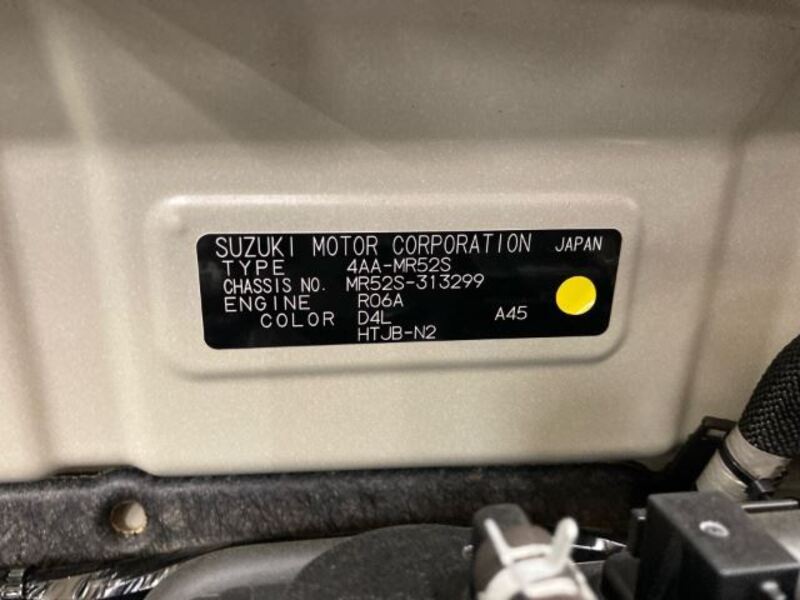 SUZUKI MOTOR CORPORATION JAPAN
TYPE 4AA-MR52S
CHASSIS NO. MR52S-313299
ENGINE R06A
COLOR D4L A45
HTJB-N2